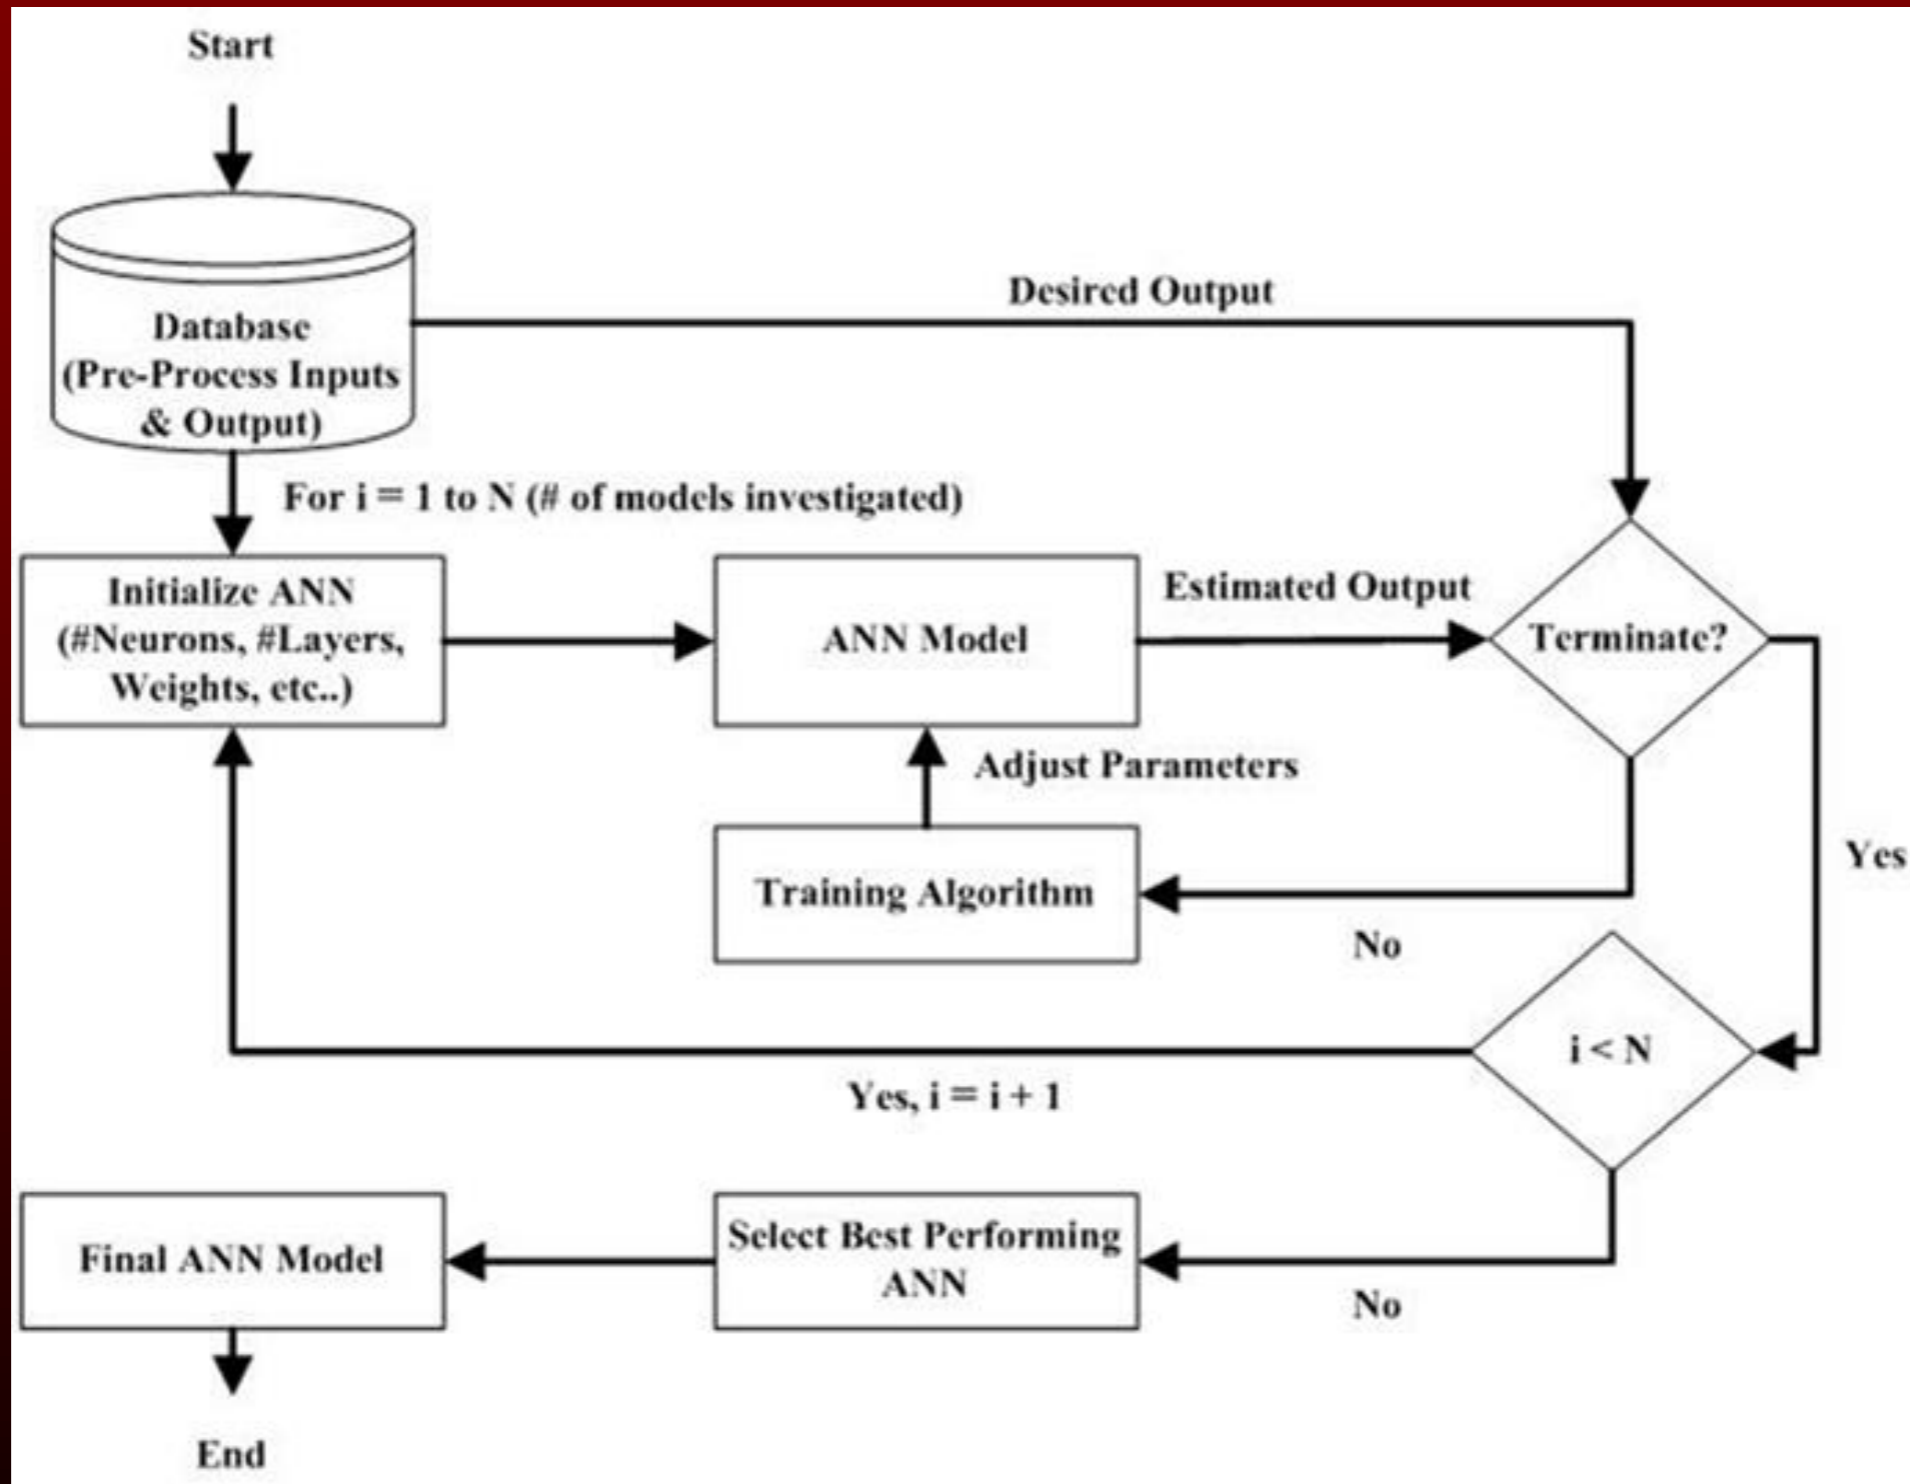 Start
Database
(Pre-Process Inputs
& Output)
Desired Output
For i = 1 to N (# of models investigated)
Initialize ANN
(#Neurons, #Layers,
Weights, etc..)
ANN Model
Estimated Output
Terminate?
Adjust Parameters
Training Algorithm
No
Yes
i < N
Yes, i = i + 1
Final ANN Model
Select Best Performing
ANN
No
End